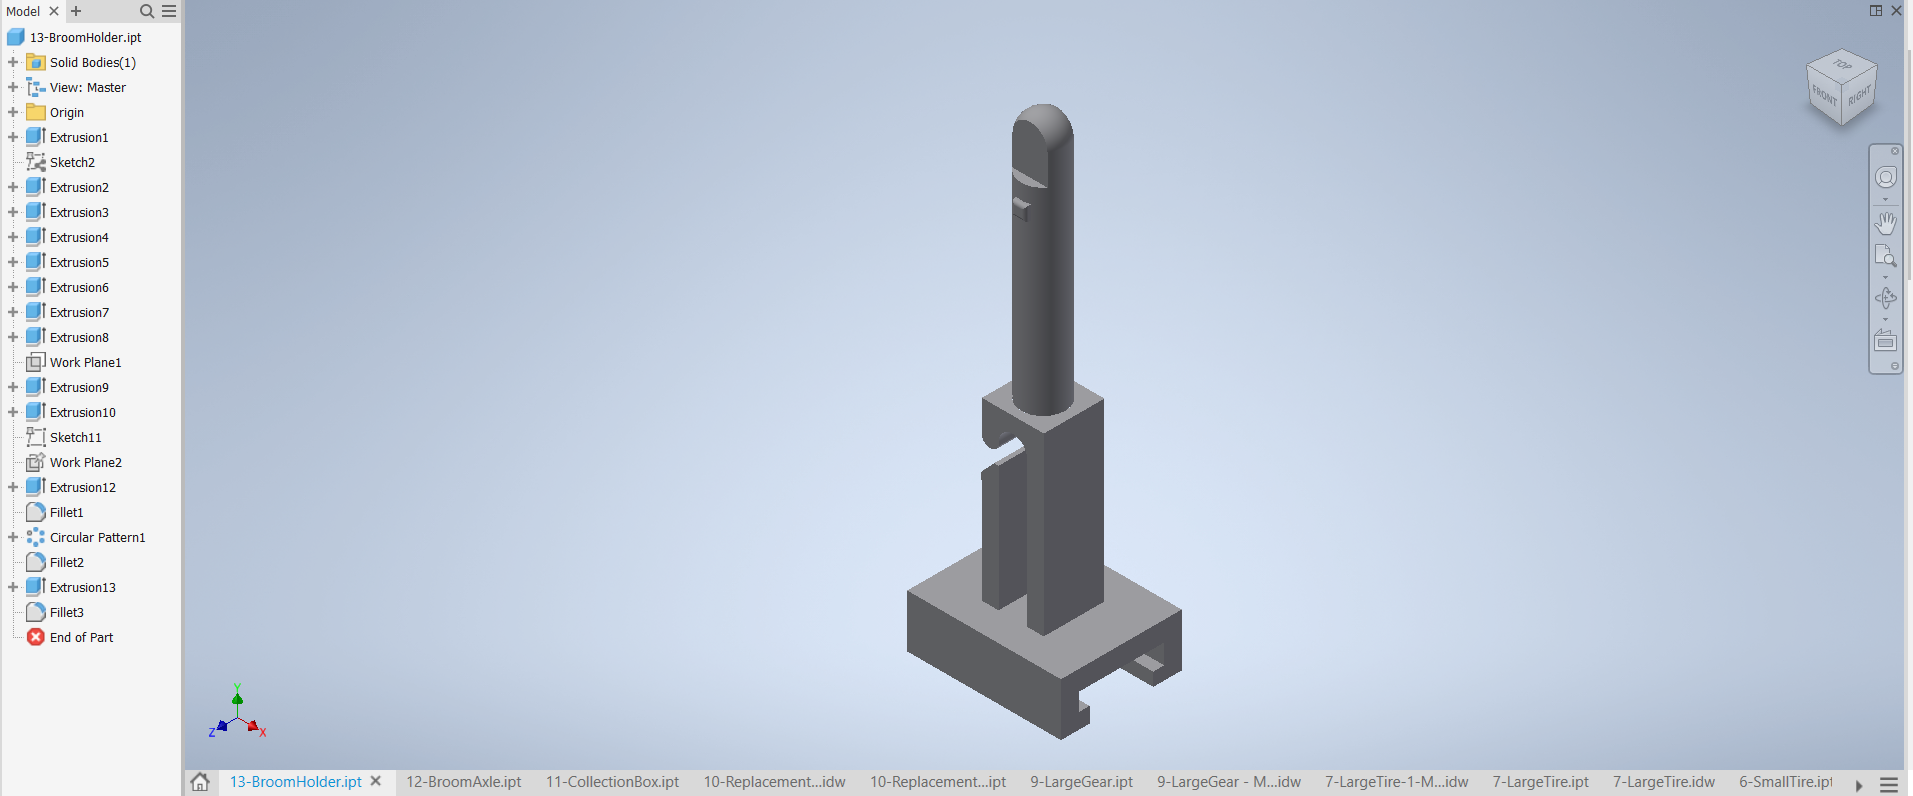 Model
13-BroomHolder.ipt
Solid Bodies(1)
View: Master
Origin
Extrusion1
Sketch2
Extrusion2
Extrusion3
Extrusion4
Extrusion5
Extrusion6
Extrusion7
Extrusion8
Work Plane1
Extrusion9
Extrusion10
Sketch11
Work Plane2
Extrusion12
Fillet1
Circular Pattern1
Fillet2
Extrusion13
Fillet3
End of Part
TOP
FRONT RIGHT
Y
Z X
13-BroomHolder.ipt 12-BroomAxle.ipt 11-CollectionBox.ipt 10-Replacement...idw 10-Replacement...ipt 9-LargeGear.ipt 9-LargeGear - M...idw 7-LargeTire-1-M...idw 7-LargeTire.ipt 7-LargeTire.idw 6-SmallTire.ipt